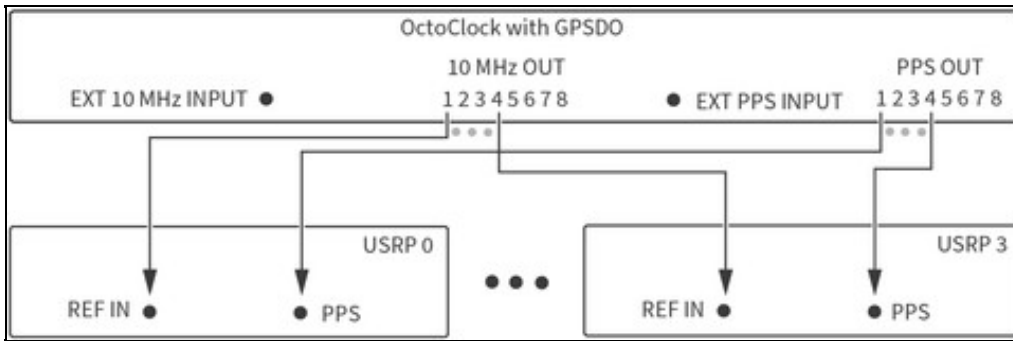 OctoClock with GPSDO
10 MHz OUT PPS OUT
EXT 10 MHz INPUT 12345678 EXT PPS INPUT 12345678
USRP 0 USRP 3
REF IN PPS REF IN PPS